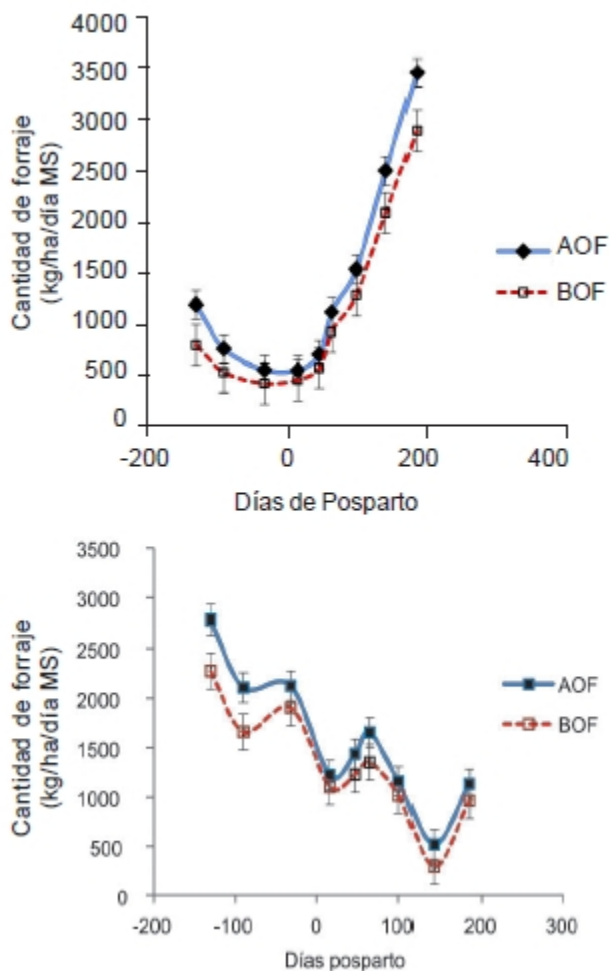 Cantidad de forraje
(kg/ha/día MS)
4000
3500
3000
2500
2000
1500
1000
500
0
-200
0
200
400
Días de Posparto
AOF
BOF
Cantidad de forraje
(kg/ha/día MS)
3500
3000
2500
2000
1500
1000
500
0
-200
-100
0
100
200
300
Días posparto
AOF
BOF